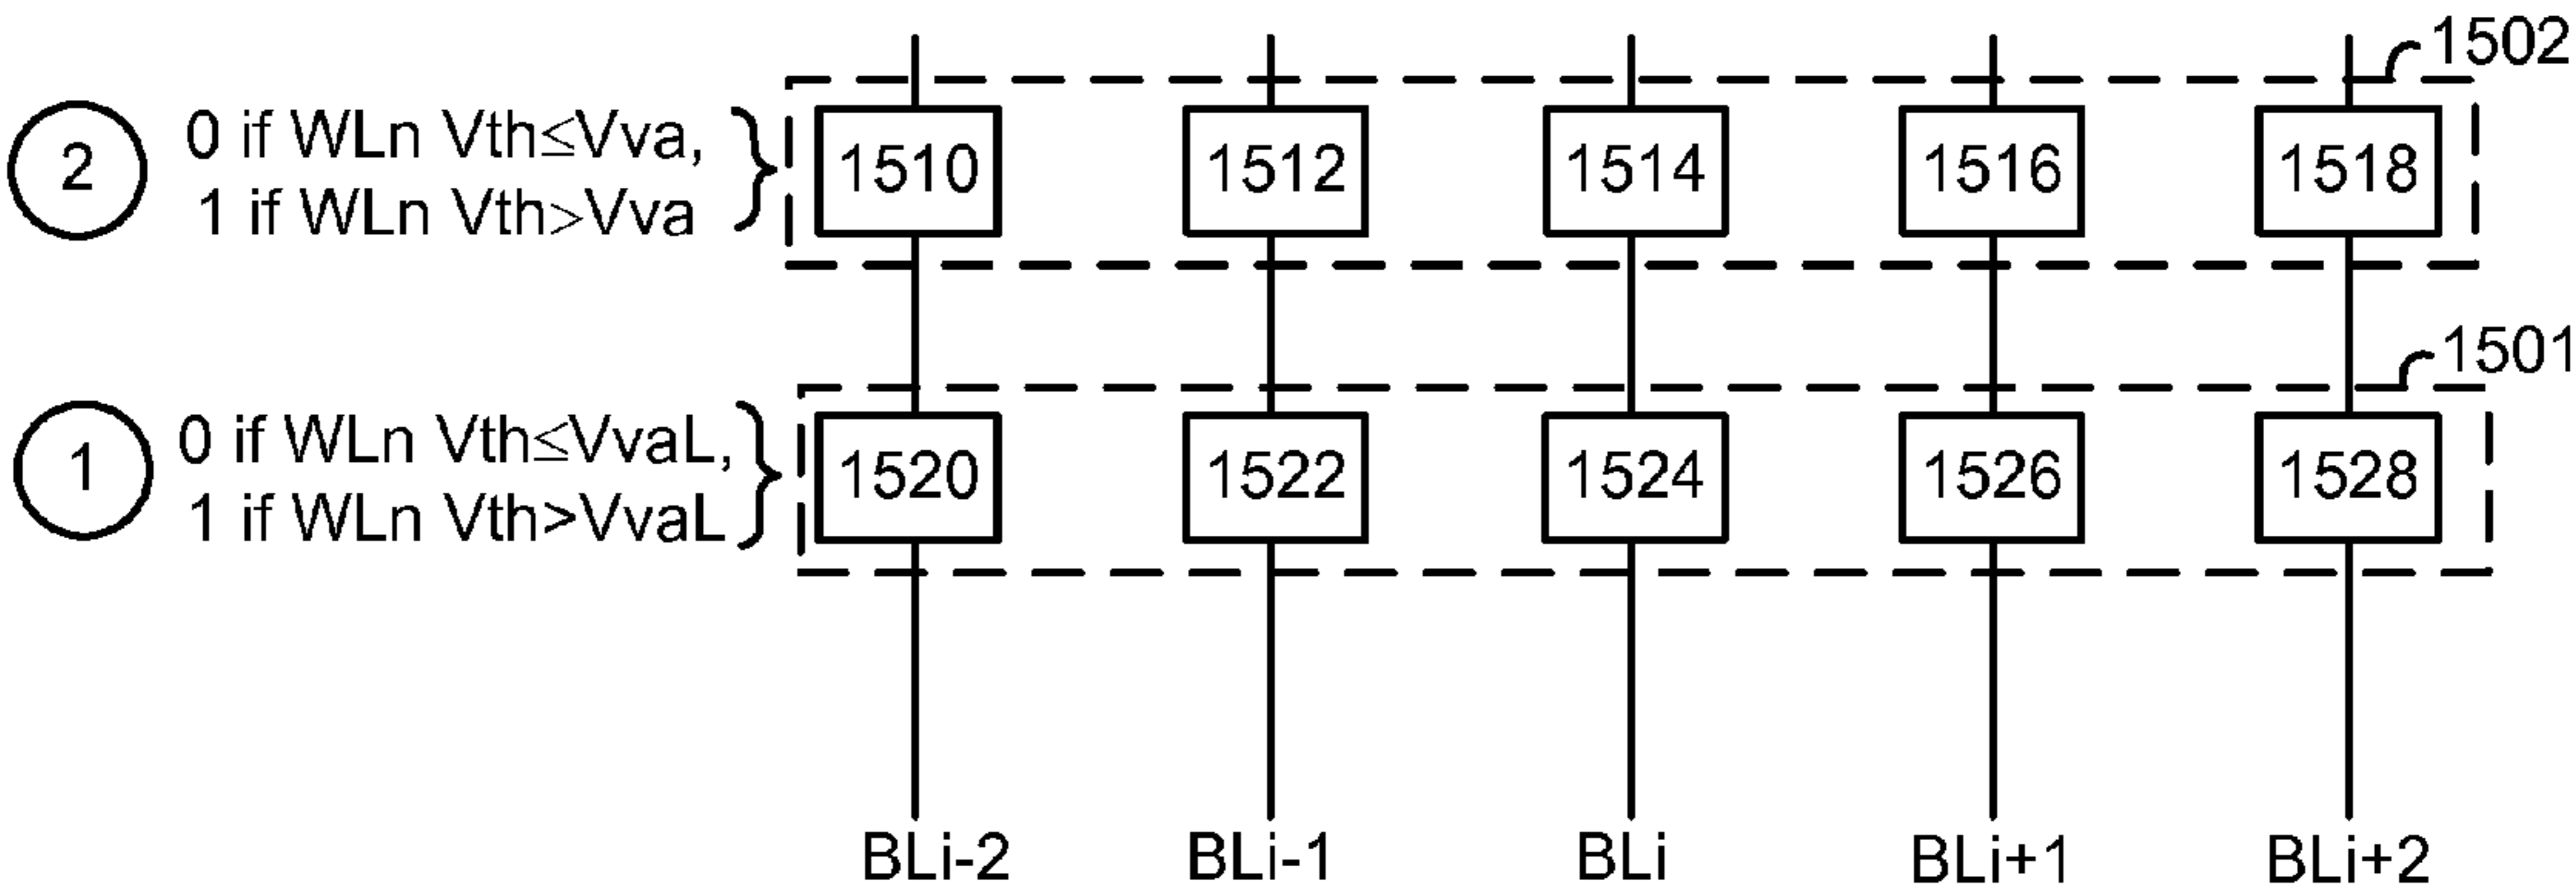 1502
2
0 if WLn Vth≤Vva,
1 if WLn Vth>Vva
1510 1512 1514 1516 1518
1501
1
0 if WLn Vth≤VvaL,
1 if WLn Vth>VvaL
1520 1522 1524 1526 1528
BLi-2 BLi-1 BLi BLi+1 BLi+2